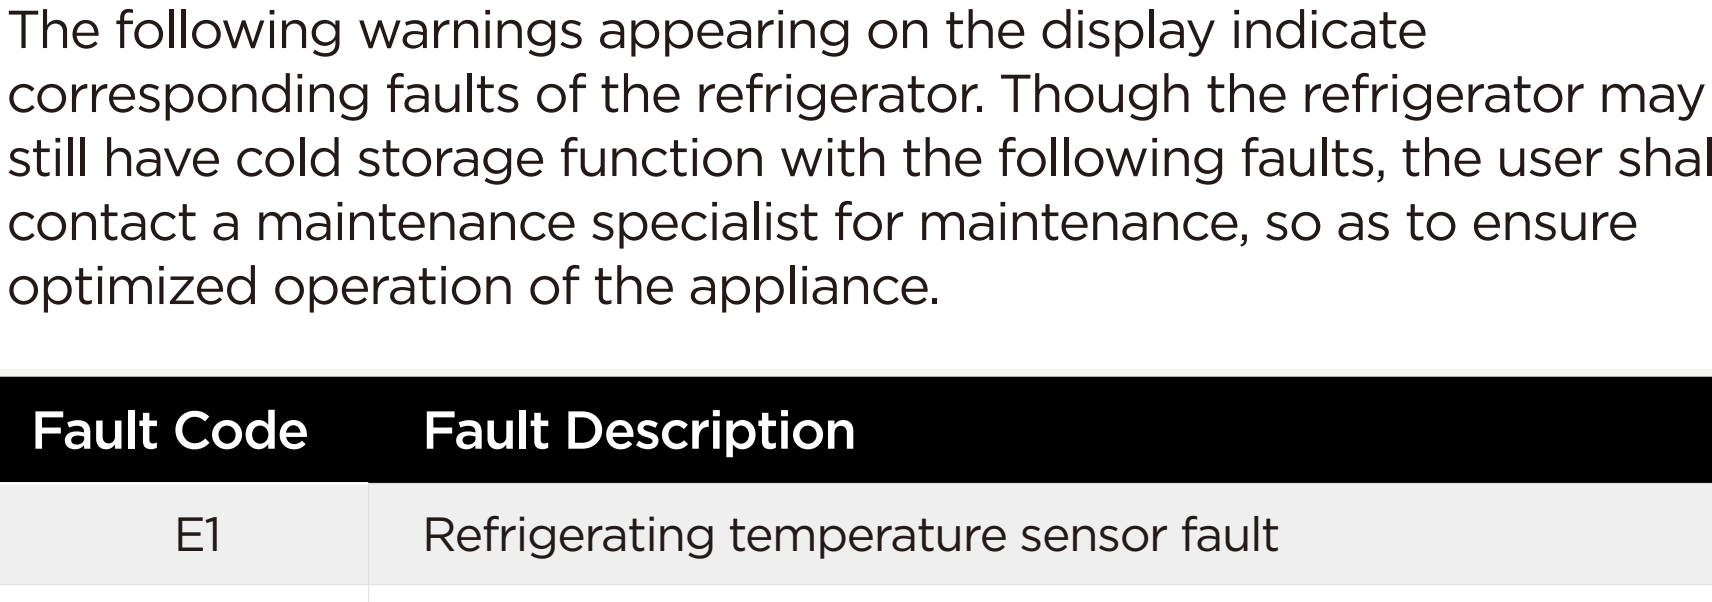 The following warnings appearing on the display indicate
corresponding faults of the refrigerator. Though the refrigerator may
still have cold storage function with the following faults, the user shal
contact a maintenance specialist for maintenance, so as to ensure
optimized operation of the appliance.
Fault Code Fault Description
E1 Refrigerating temperature sensor fault